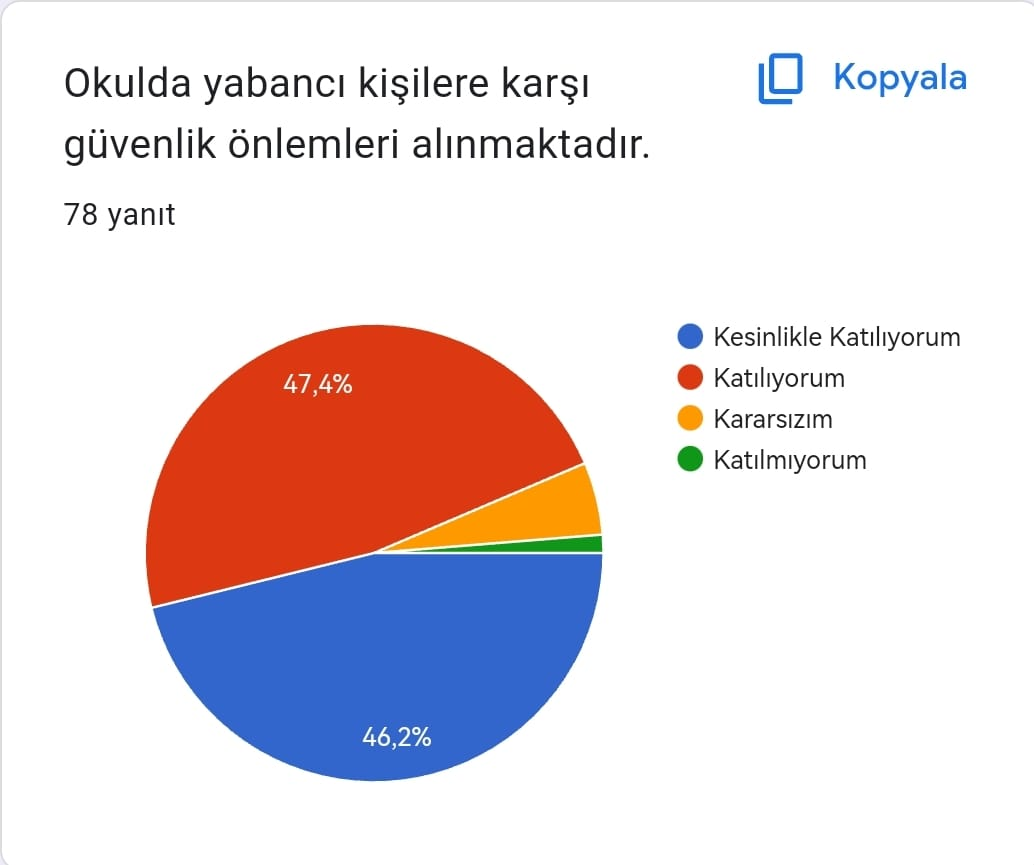 Okulda yabancı kişilere karşı
güvenlik önlemleri alınmaktadır.
Kopyala
78 yanıt
47,4%
46,2%
Kesinlikle Katılıyorum
Katılıyorum
Kararsızım
Katılmıyorum